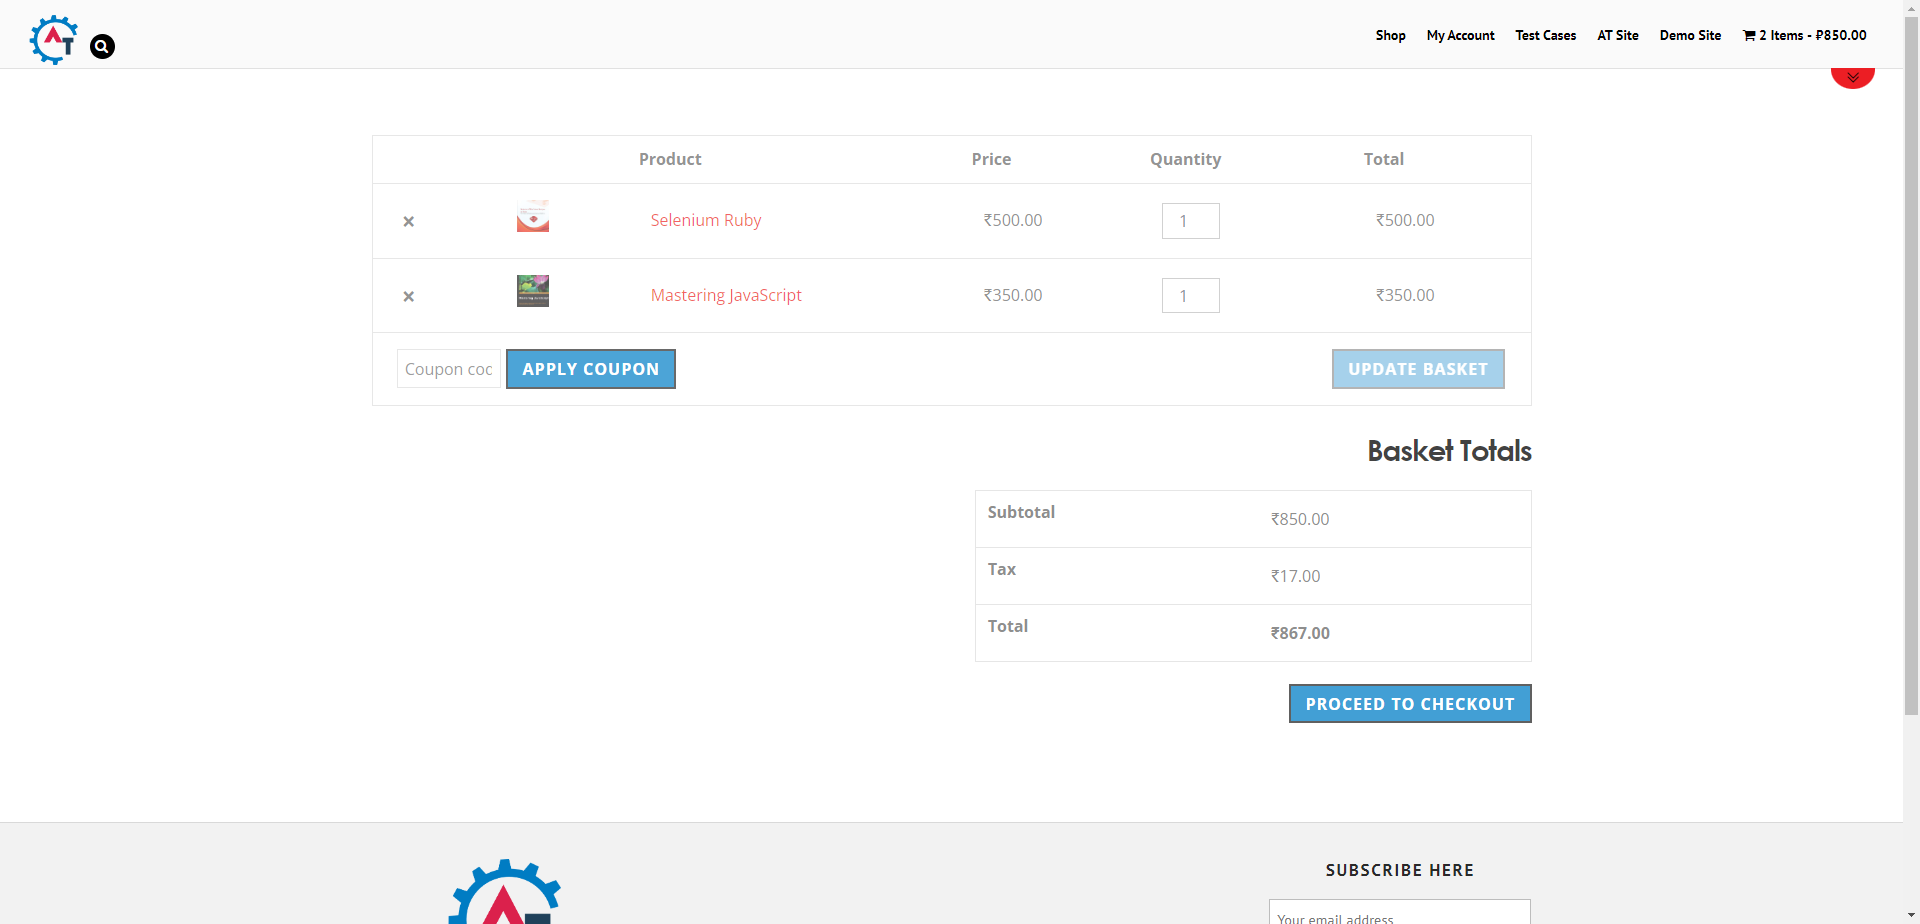 AT
Shop My Account Test Cases AT Site Demo Site 2 Items - ₽850.00
Product Price Quantity Total
× Selenium Ruby ₹500.00 1 ₹500.00
× Mastering JavaScript ₹350.00 1 ₹350.00
Coupon coc APPLY COUPON UPDATE BASKET
Basket Totals
Subtotal ₹850.00
Tax ₹17.00
Total ₹867.00
PROCEED TO CHECKOUT
SUBSCRIBE HERE
Your email address